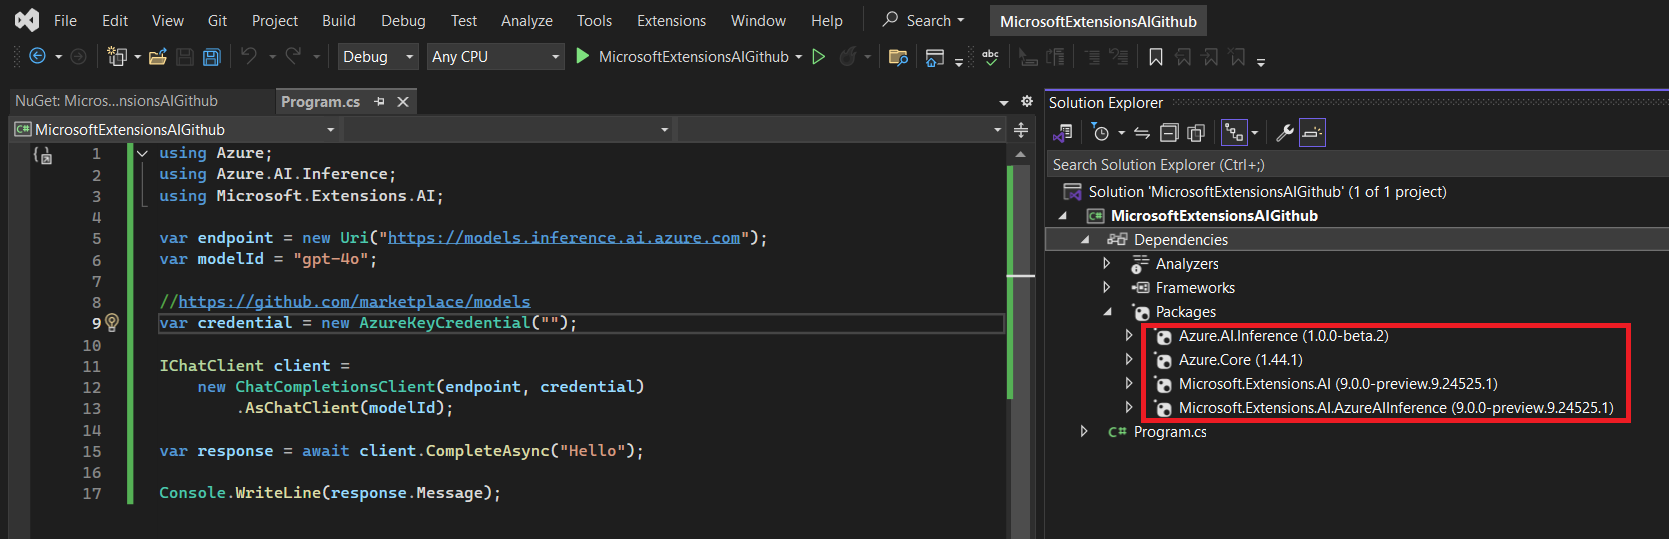 File Edit View Git Project Build Debug Test Analyze Tools Extensions Window Help Search MicrosoftExtensionsAIGithub
Debug Any CPU MicrosoftExtensionsAIGithub abc
NuGet: Micros...nsionsAIGithub Program.cs
C# MicrosoftExtensionsAIGithub
1 using Azure;
2 using Azure.AI.Inference;
3 using Microsoft.Extensions.AI;
4
5 var endpoint = new Uri("https://models.inference.ai.azure.com");
6 var modelId = "gpt-4o";
7
8 //https://github.com/marketplace/models
9 var credential = new AzureKeyCredential("");
10
11 IChatClient client =
12 new ChatCompletionsClient(endpoint, credential)
13 .AsChatClient(modelId);
14
15 var response = await client.CompleteAsync("Hello");
16
17 Console.WriteLine(response.Message);
Solution Explorer
Search Solution Explorer (Ctrl+;)
Solution 'MicrosoftExtensionsAIGithub' (1 of 1 project)
C# MicrosoftExtensionsAIGithub
Dependencies
Analyzers
Frameworks
Packages
Azure.AI.Inference (1.0.0-beta.2)
Azure.Core (1.44.1)
Microsoft.Extensions.AI (9.0.0-preview.9.24525.1)
Microsoft.Extensions.AI.AzureAIInference (9.0.0-preview.9.24525.1)
C# Program.cs